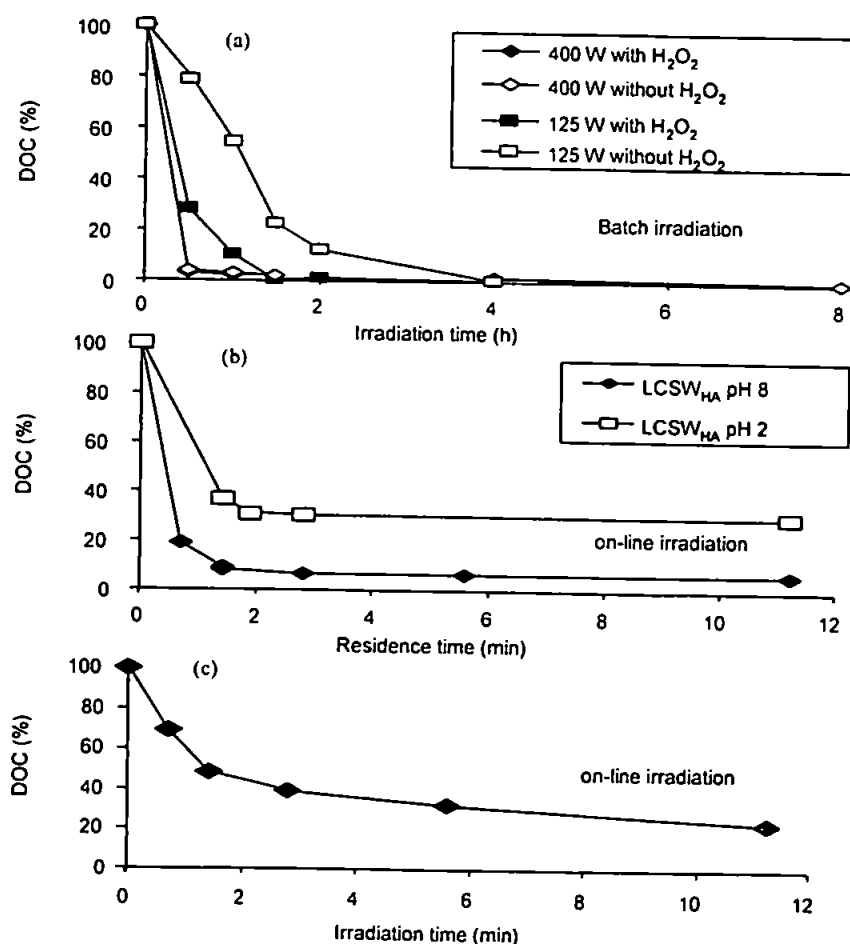 (a)
100
80
60
40
20
0
DOC (%)
400 W with H₂O₂
400 W without H₂O₂
125 W with H₂O₂
125 W without H₂O₂
Batch irradiation
0 2 4 6 8
Irradiation time (h)
(b)
100
80
60
40
20
0
DOC (%)
LCSW_HA pH 8
LCSW_HA pH 2
on-line irradiation
0 2 4 6 8 10 12
Residence time (min)
(c)
100
80
60
40
20
0
DOC (%)
on-line irradiation
0 2 4 6 8 10 12
Irradiation time (min)